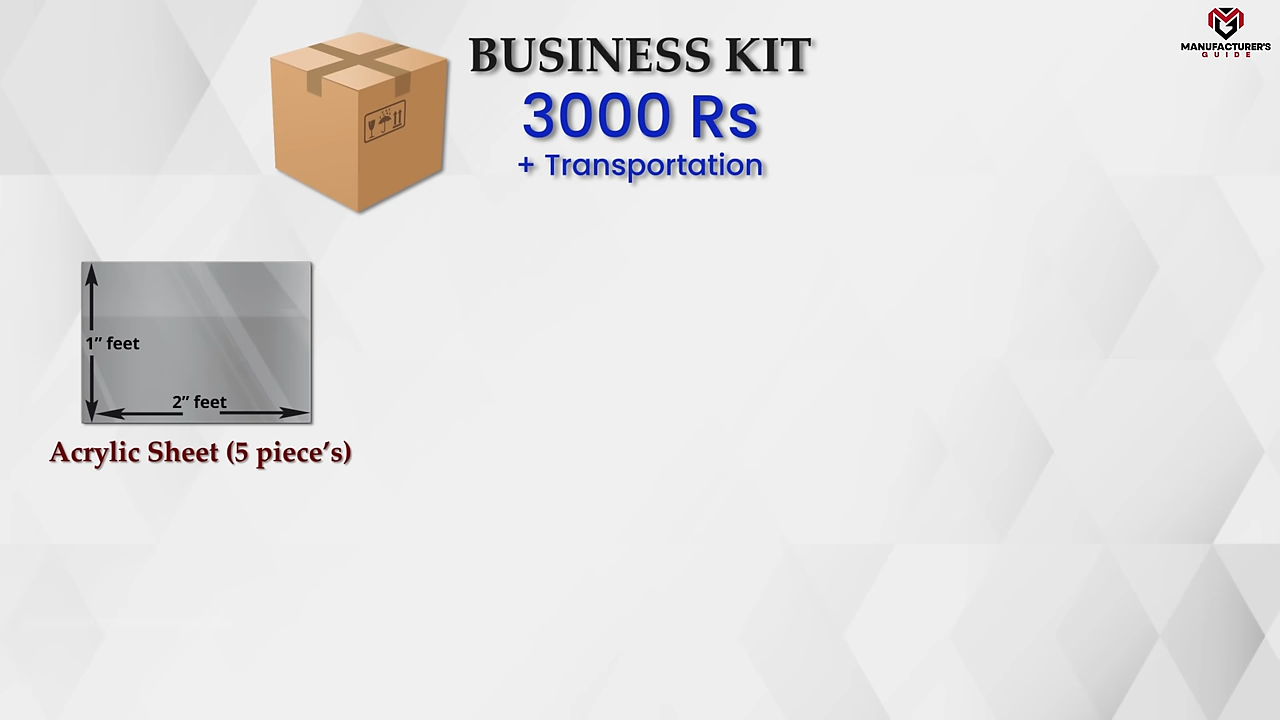 BUSINESS KIT
3000 Rs
+ Transportation
MANUFACTURER'S
GUIDE
1” feet
2” feet
Acrylic Sheet (5 piece’s)